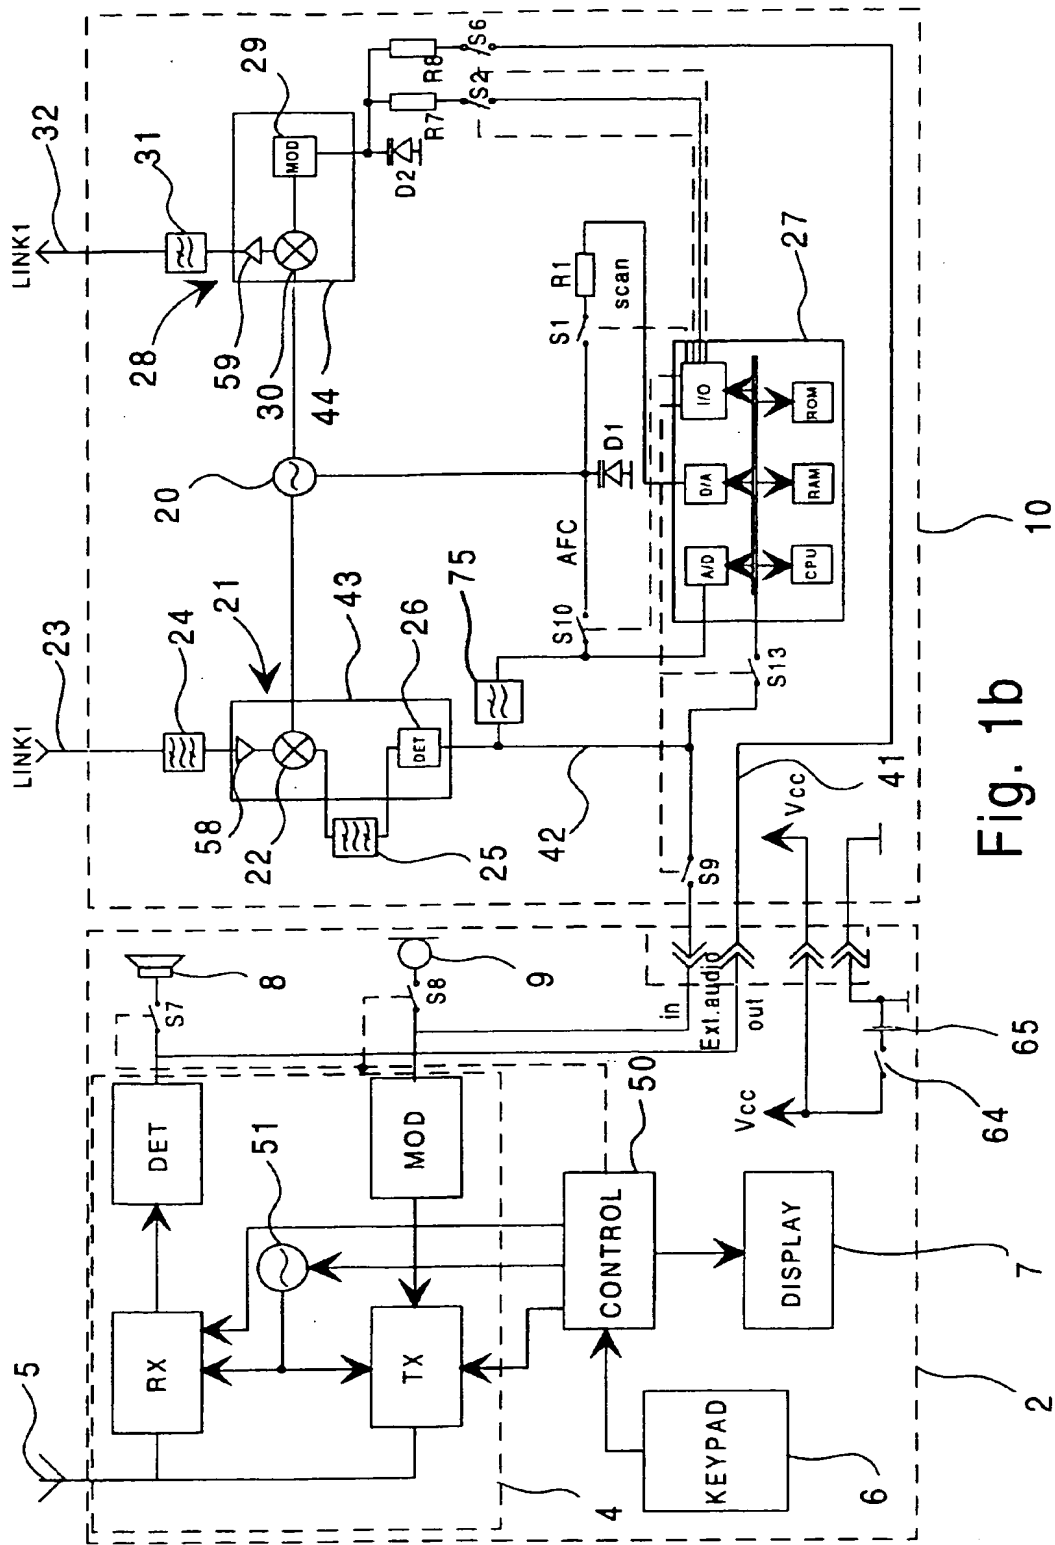 5
4
RX
DET
51
TX
MOD
S7
8
S8
9
KEYPAD
6
CONTROL
50
DISPLAY
7
2
in
Ext.audio
out
Vcc
64
65
LINK1
23
24
58
22
21
43
25
DET
26
75
42
S9
41
Vcc
20
S10
AFC
D1
S1
R1
scan
S13
A/D
D/A
I/O
CPU
RAM
ROM
27
10
LINK1
32
31
28
59
30
44
MOD
29
D2
R7
R8
S2
S6
Fig. 1b